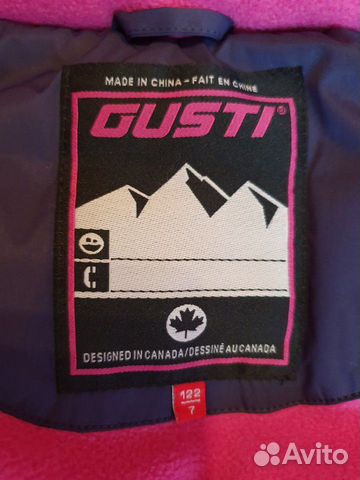 MADE IN CHINA - FAIT EN CHINE
GUSTI®
DESIGNED IN CANADA/DESSINÉ AU CANADA
122
7
Avito